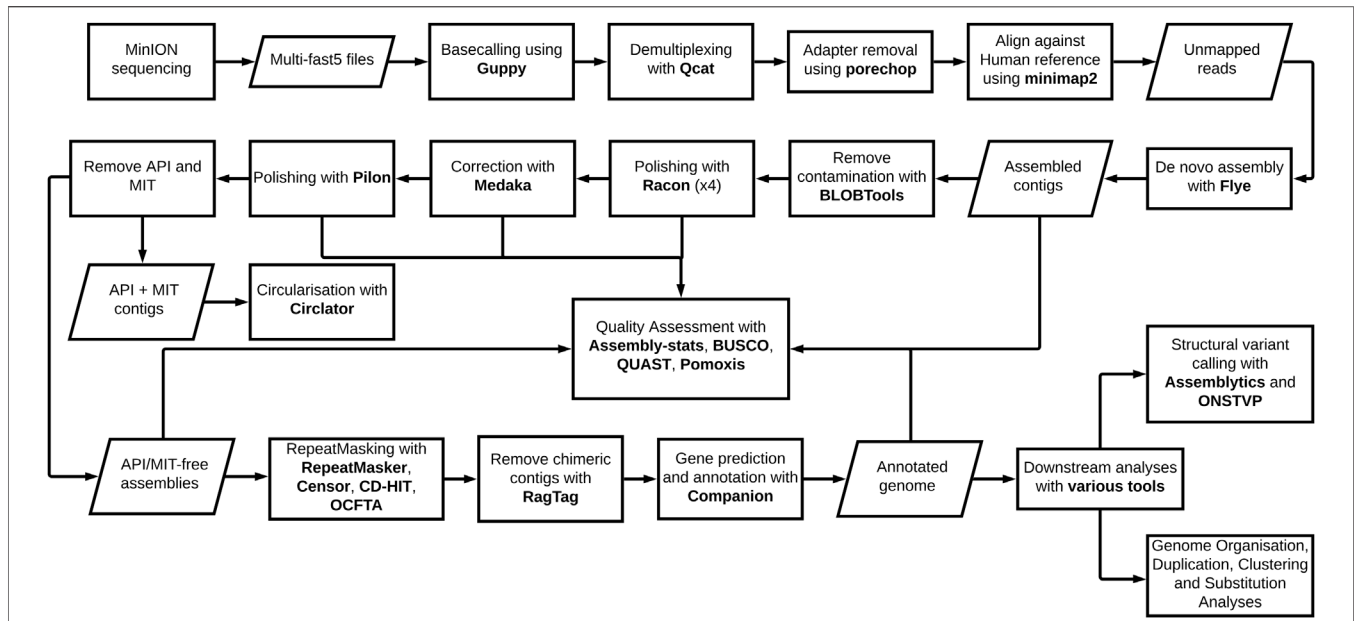 MinION
sequencing
Multi-fast5 files
Basecalling using
Guppy
Demultiplexing
with Qcat
Adapter removal
using porechop
Align against
Human reference
using minimap2
Unmapped
reads
Remove API and
MIT
Polishing with Pilon
Correction with
Medaka
Polishing with
Racon (x4)
Remove
contamination with
BLOBTools
Assembled
contigs
De novo assembly
with Flye
API + MIT
contigs
Circularisation with
Circlator
Quality Assessment with
Assembly-stats, BUSCO,
QUAST, Pomoxis
Structural variant
calling with
Assemblytics and
ONSTVP
API/MIT-free
assemblies
RepeatMasking with
RepeatMasker,
Censor, CD-HIT,
OCFTA
Remove chimeric
contigs with
RagTag
Gene prediction
and annotation with
Companion
Annotated
genome
Downstream analyses
with various tools
Genome Organisation,
Duplication, Clustering
and Substitution
Analyses